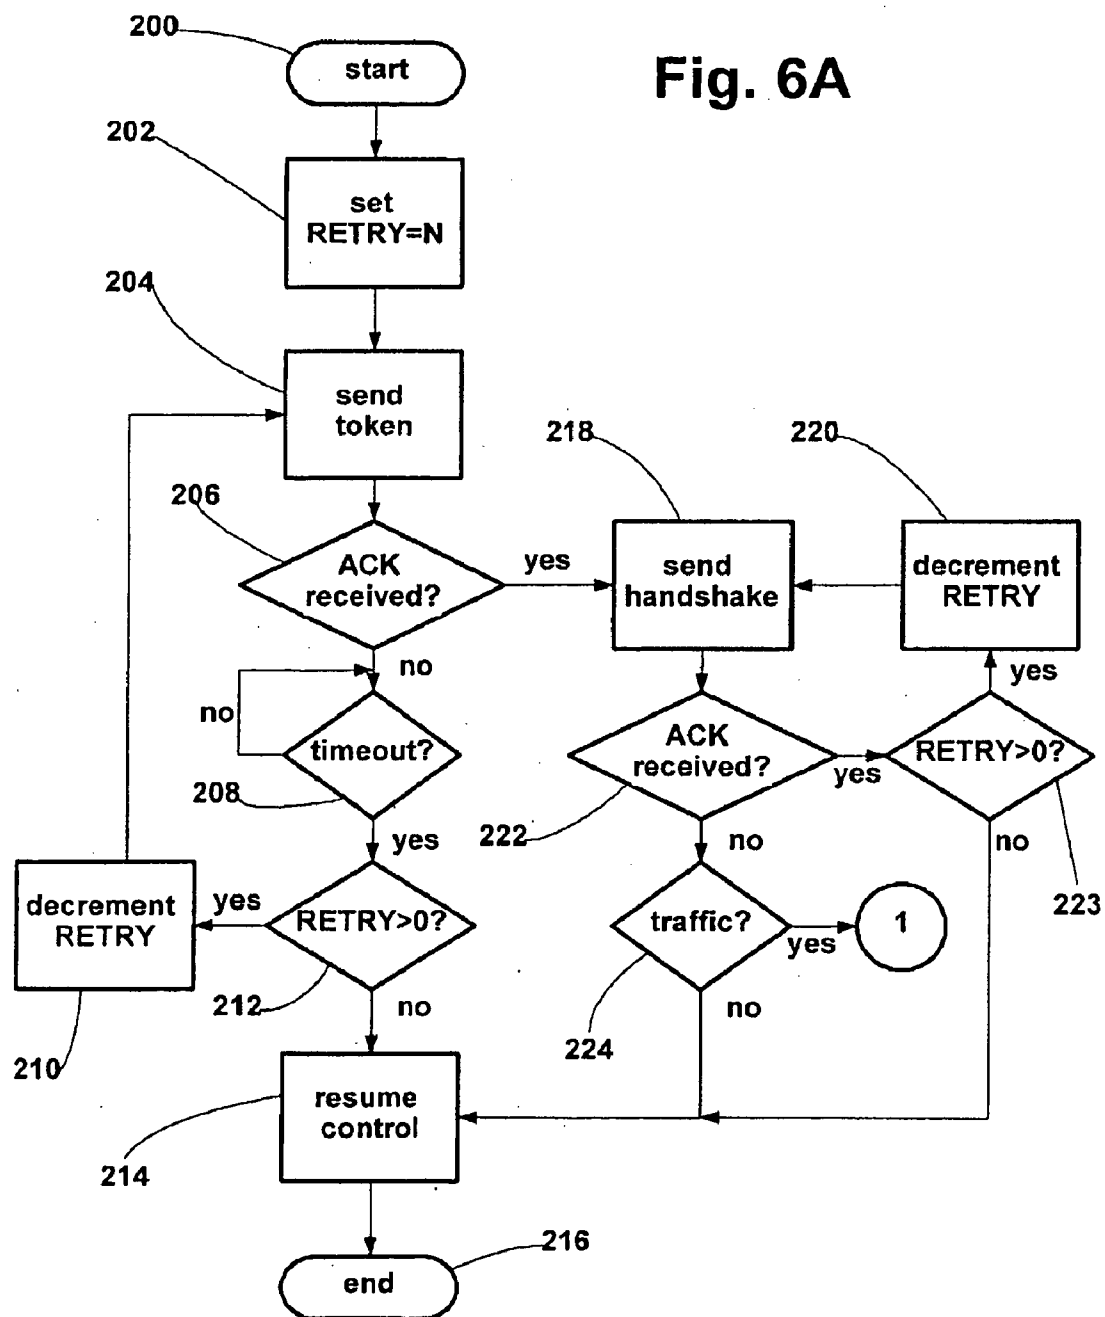 200
start
Fig. 6A
202
set
RETRY=N
204
send
token
218
220
206
ACK
received?
yes
send
handshake
decrement
RETRY
no
yes
no
timeout?
ACK
received?
yes
RETRY>0?
208
222
yes
no
no
223
decrement
RETRY
yes
RETRY>0?
traffic?
yes
1
212
no
no
224
210
resume
control
214
216
end